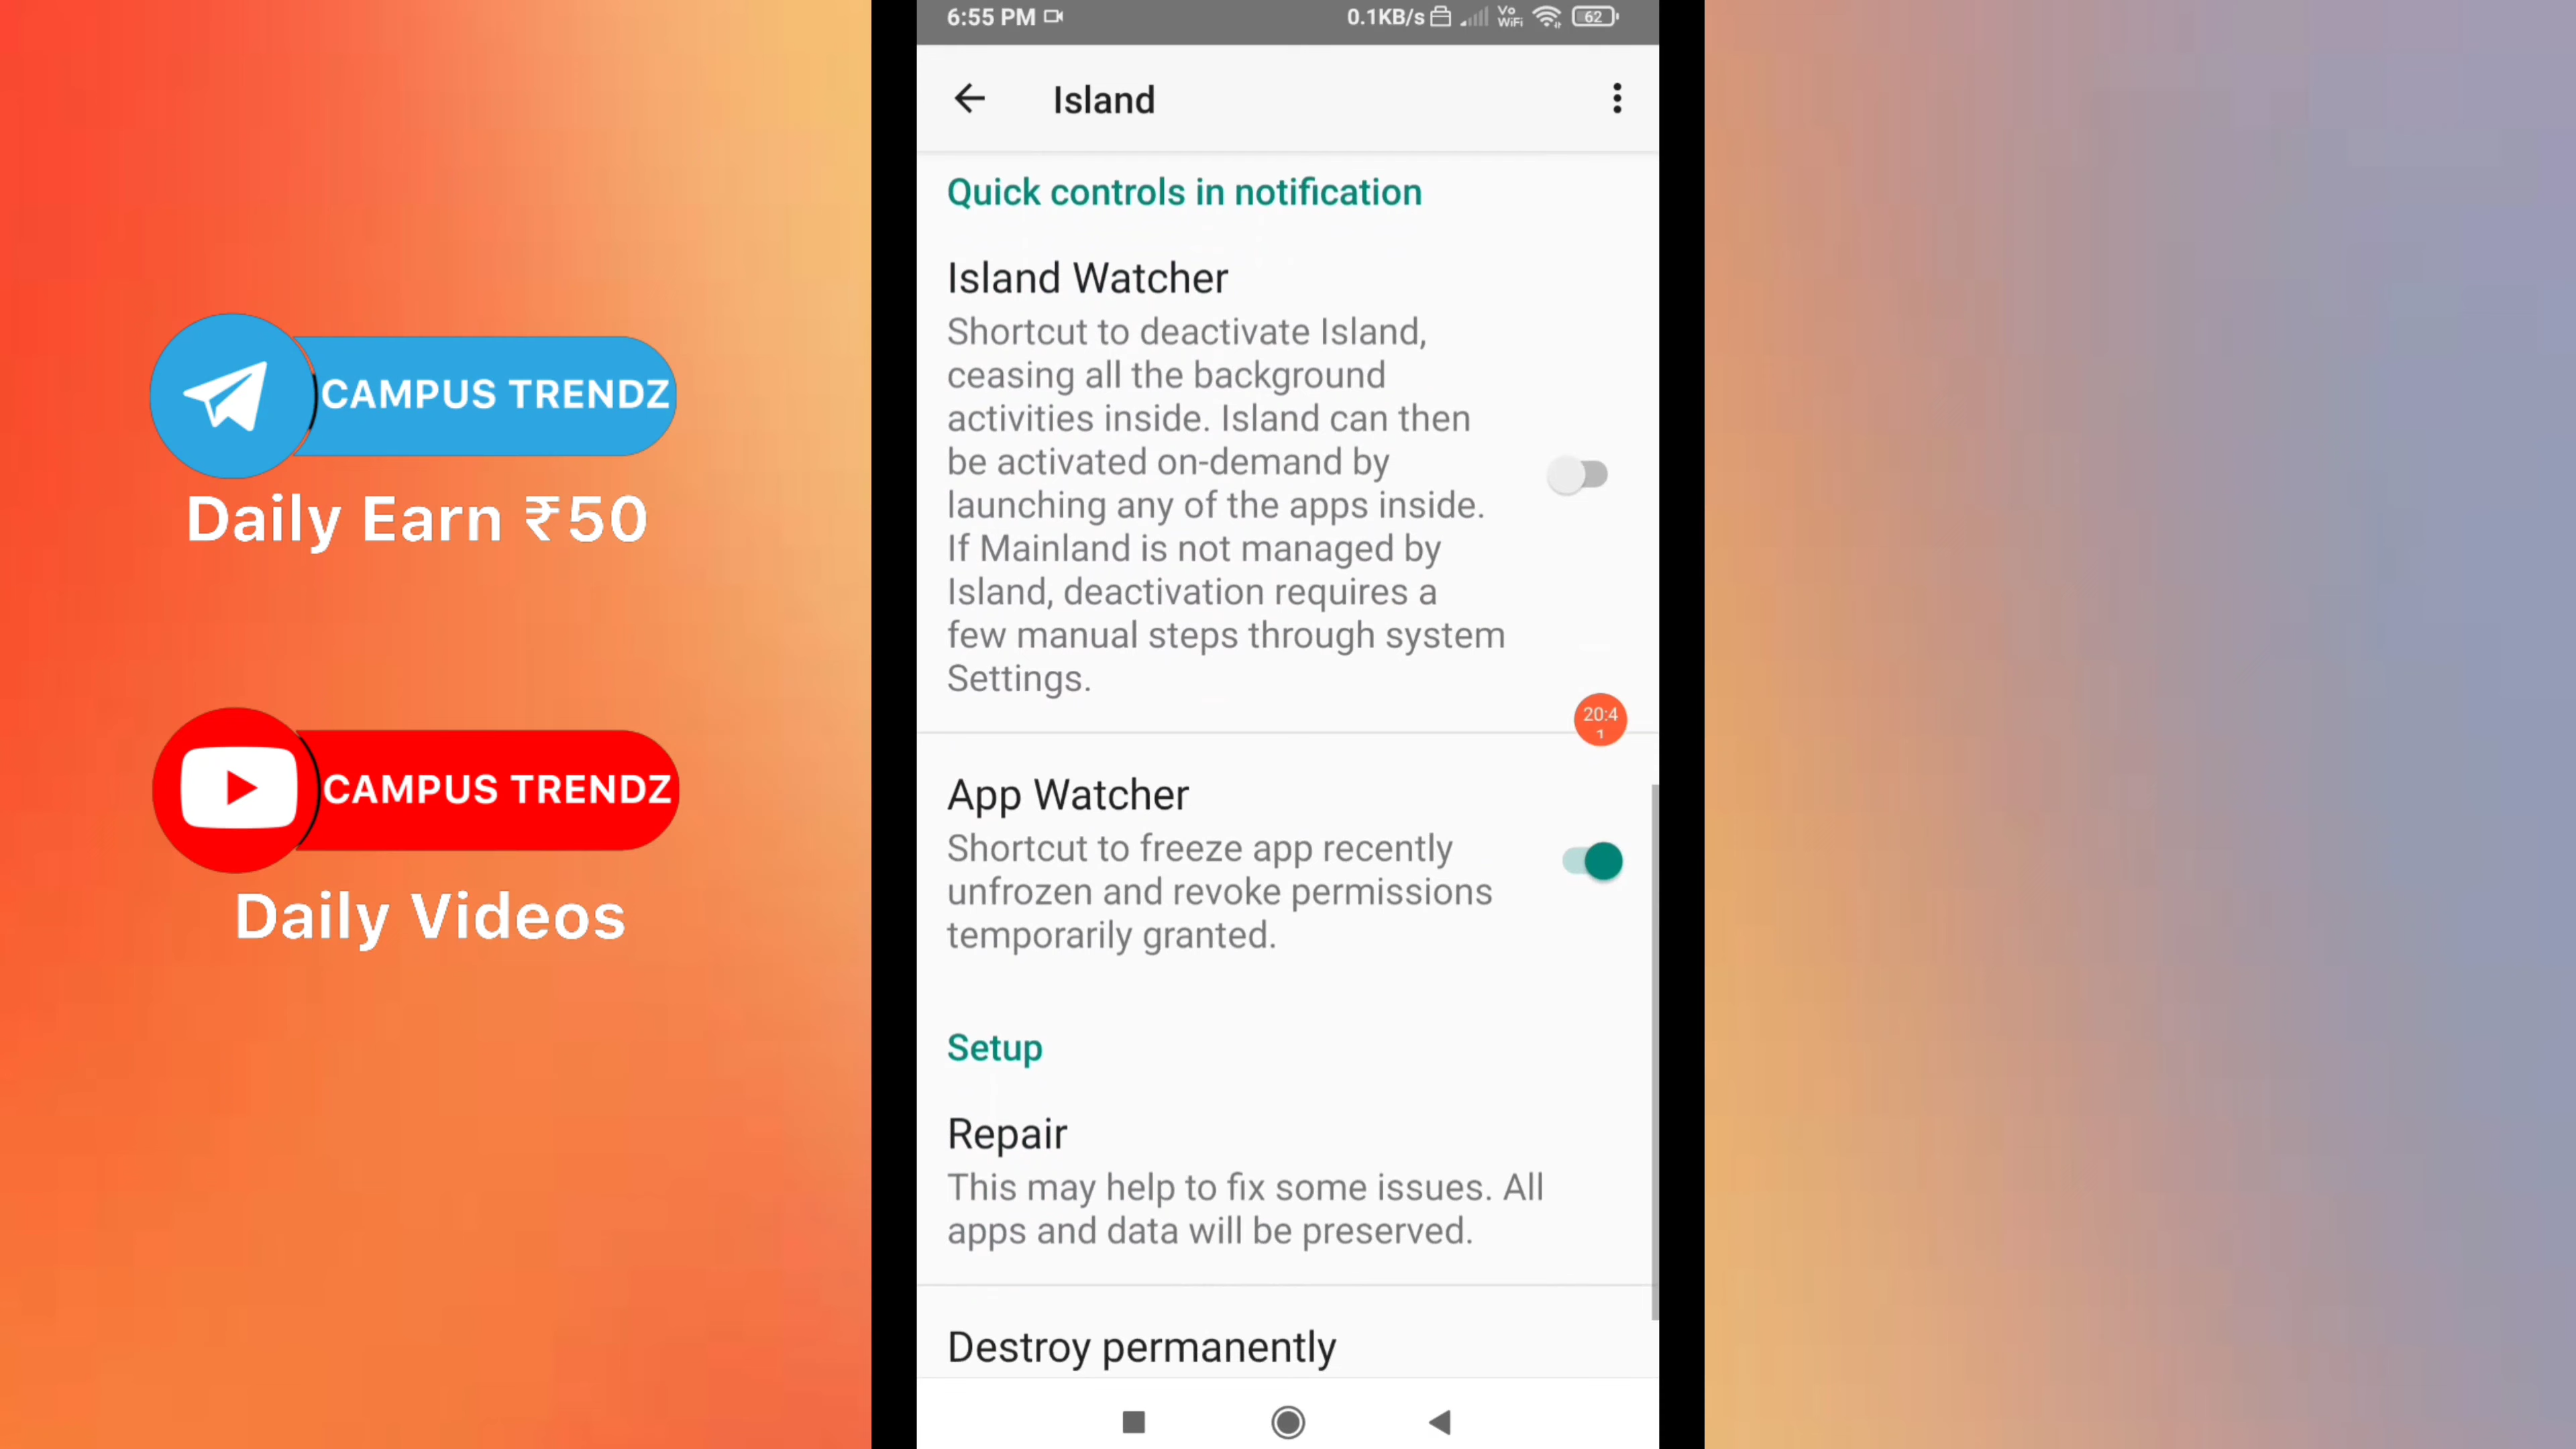 CAMPUS TRENDZ
Daily Earn ₹50
CAMPUS TRENDZ
Daily Videos
6:55 PM
0.1KB/s
Vo
WiFi
62
Island
Quick controls in notification
Island Watcher
Shortcut to deactivate Island,
ceasing all the background
activities inside. Island can then
be activated on-demand by
launching any of the apps inside.
If Mainland is not managed by
Island, deactivation requires a
few manual steps through system
Settings.
20:4
1
App Watcher
Shortcut to freeze app recently
unfrozen and revoke permissions
temporarily granted.
Setup
Repair
This may help to fix some issues. All
apps and data will be preserved.
Destroy permanently